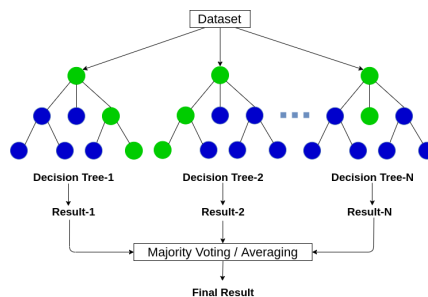 Dataset
Decision Tree-1
Decision Tree-2
Decision Tree-N
Result-1
Result-2
Result-N
Majority Voting / Averaging
Final Result